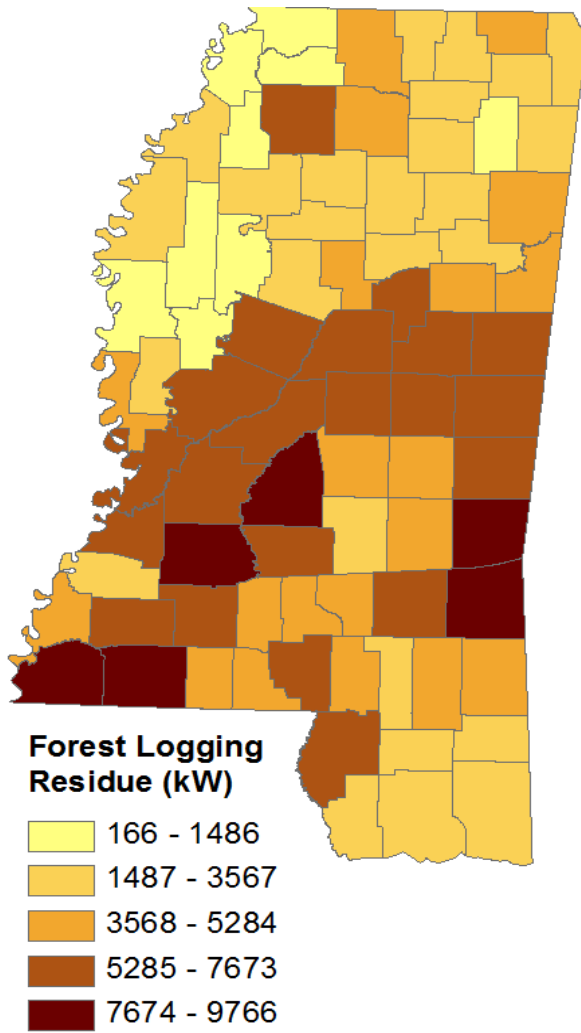 Forest Logging
Residue (kW)
166 - 1486
1487 - 3567
3568 - 5284
5285 - 7673
7674 - 9766